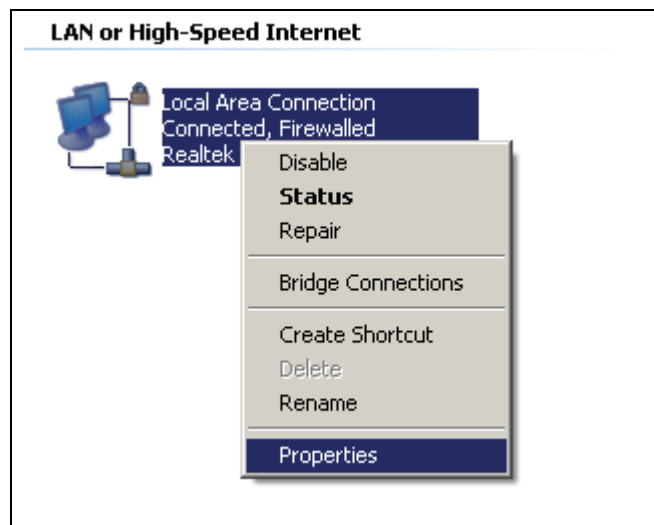 LAN or High-Speed Internet
Local Area Connection
Connected, Firewalled
Realtek
Disable
Status
Repair
Bridge Connections
Create Shortcut
Delete
Rename
Properties